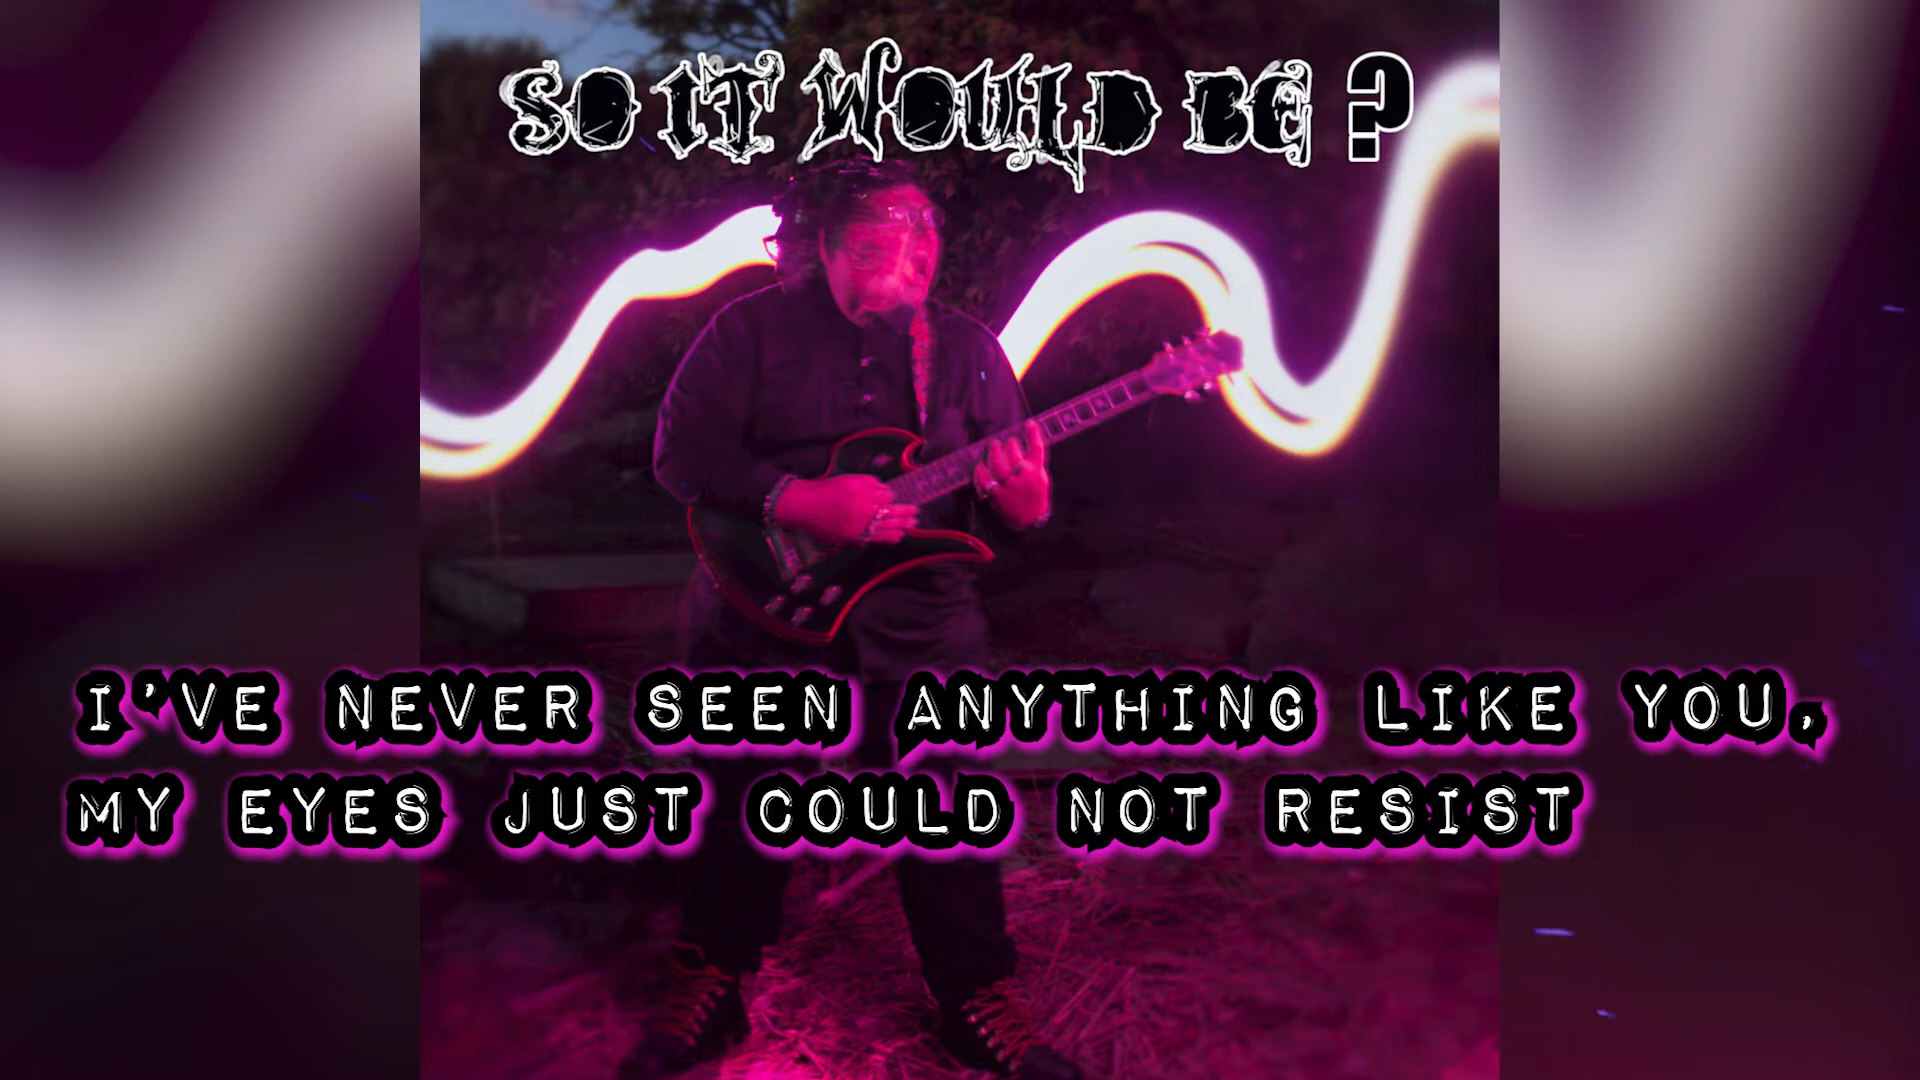 SO IT WOULD BE ?
I'VE NEVER SEEN ANYTHING LIKE YOU,
MY EYES JUST COULD NOT RESIST